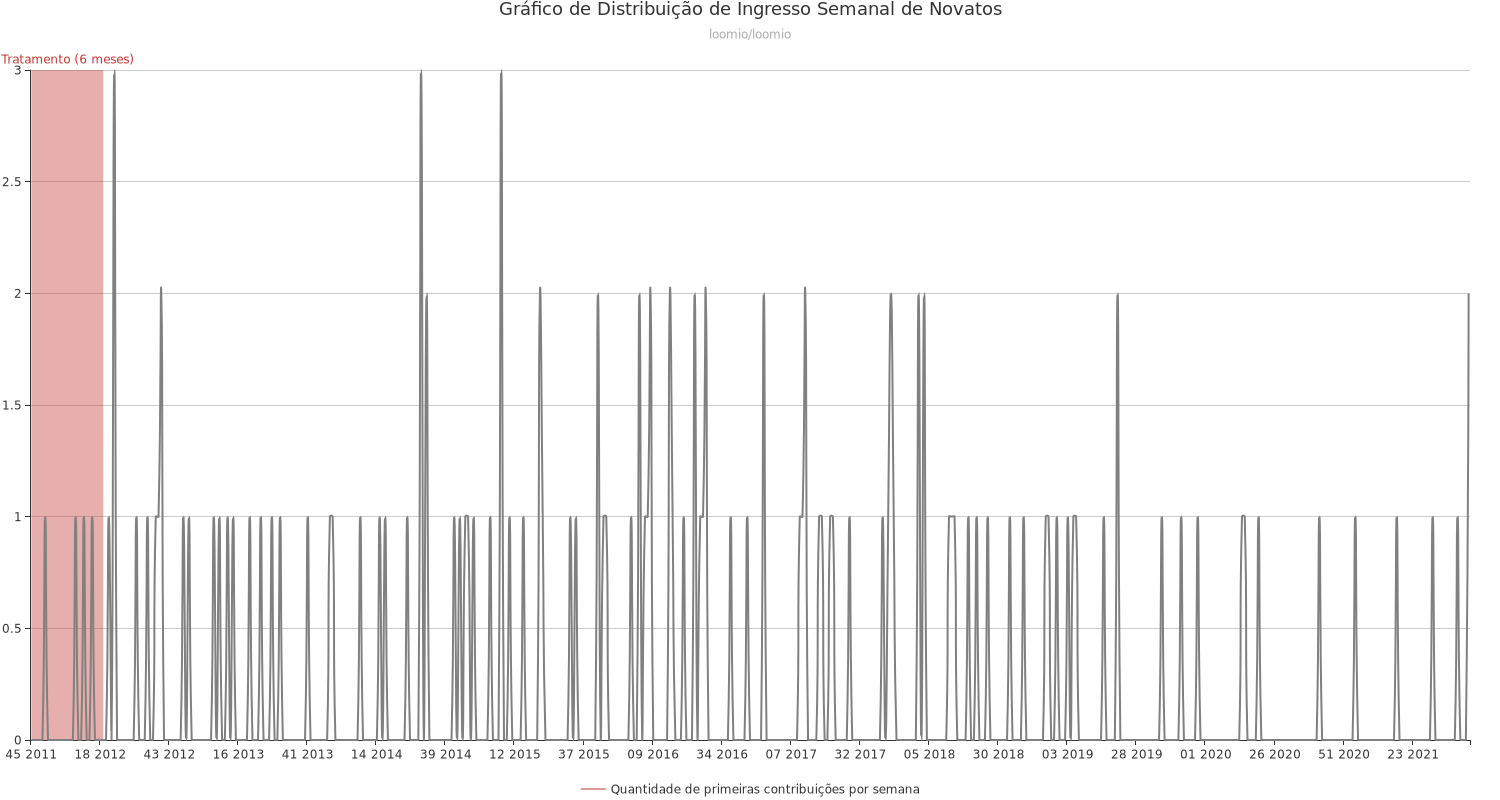 Gráfico de Distribuição de Ingresso Semanal de Novatos
loomio/loomio
Tratamento (6 meses)
3
2.5
2
1.5
1
0.5
0
45 2011 18 2012 43 2012 16 2013 41 2013 14 2014 39 2014 12 2015 37 2015 09 2016 34 2016 07 2017 32 2017 05 2018 30 2018 03 2019 28 2019 01 2020 26 2020 51 2020 23 2021
Quantidade de primeiras contribuições por semana